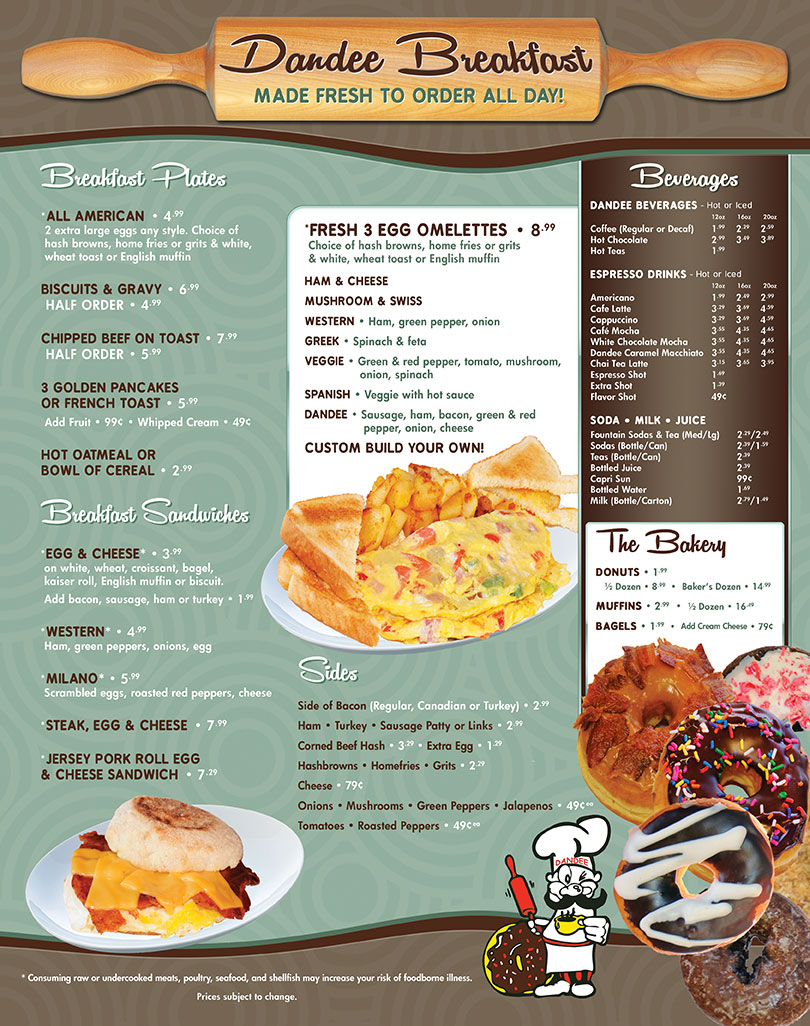 Dandee Breakfast
MADE FRESH TO ORDER ALL DAY!
Breakfast Plates
*ALL AMERICAN • 4.99
2 extra large eggs any style. Choice of
hash browns, home fries or grits & white,
wheat toast or English muffin
BISCUITS & GRAVY • 6.99
HALF ORDER • 4.99
CHIPPED BEEF ON TOAST • 7.99
HALF ORDER • 5.99
3 GOLDEN PANCAKES
OR FRENCH TOAST • 5.99
Add Fruit • 99¢ • Whipped Cream • 49¢
HOT OATMEAL OR
BOWL OF CEREAL • 2.99
Breakfast Sandwiches
*EGG & CHEESE* • 3.99
on white, wheat, croissant, bagel,
kaiser roll, English muffin or biscuit.
Add bacon, sausage, ham or turkey • 1.99
*WESTERN* • 4.99
Ham, green peppers, onions, egg
*MILANO* • 5.99
Scrambled eggs, roasted red peppers, cheese
*STEAK, EGG & CHEESE • 7.99
*JERSEY PORK ROLL EGG
& CHEESE SANDWICH • 7.29
*FRESH 3 EGG OMELETTES • 8.99
Choice of hash browns, home fries or grits
& white, wheat toast or English muffin
HAM & CHEESE
MUSHROOM & SWISS
WESTERN • Ham, green pepper, onion
GREEK • Spinach & feta
VEGGIE • Green & red pepper, tomato, mushroom,
onion, spinach
SPANISH • Veggie with hot sauce
DANDEE • Sausage, ham, bacon, green & red
pepper, onion, cheese
CUSTOM BUILD YOUR OWN!
Sides
Side of Bacon (Regular, Canadian or Turkey) • 2.99
Ham • Turkey • Sausage Patty or Links • 2.99
Corned Beef Hash • 3.29 • Extra Egg • 1.29
Hashbrowns • Homefries • Grits • 2.29
Cheese • 79¢
Onions • Mushrooms • Green Peppers • Jalapenos • 49¢ea
Tomatoes • Roasted Peppers • 49¢ea
Beverages
DANDEE BEVERAGES - Hot or Iced
12oz 16oz 20oz
Coffee (Regular or Decaf) 1.99 2.29 2.59
Hot Chocolate 2.99 3.49 3.89
Hot Teas 1.99
ESPRESSO DRINKS - Hot or Iced
12oz 16oz 20oz
Americano 1.99 2.49 2.99
Cafe Latte 3.29 3.69 4.59
Cappuccino 3.29 3.69 4.59
Café Mocha 3.55 4.35 4.65
White Chocolate Mocha 3.55 4.35 4.65
Dandee Caramel Macchiato 3.55 4.35 4.65
Chai Tea Latte 3.15 3.65 3.95
Espresso Shot 1.69
Extra Shot 1.39
Flavor Shot 49¢
SODA • MILK • JUICE
Fountain Sodas & Tea (Med/Lg) 2.29/2.49
Sodas (Bottle/Can) 2.39/1.59
Teas (Bottle/Can) 2.39
Bottled Juice 2.39
Capri Sun 99¢
Bottled Water 1.69
Milk (Bottle/Carton) 2.79/1.49
The Bakery
DONUTS • 1.99
½ Dozen • 8.99 • Baker's Dozen • 14.99
MUFFINS • 2.99 • ½ Dozen • 16.49
BAGELS • 1.99 • Add Cream Cheese • 79¢
DANDEE
DANDEE
* Consuming raw or undercooked meats, poultry, seafood, and shellfish may increase your risk of foodborne illness.
Prices subject to change.